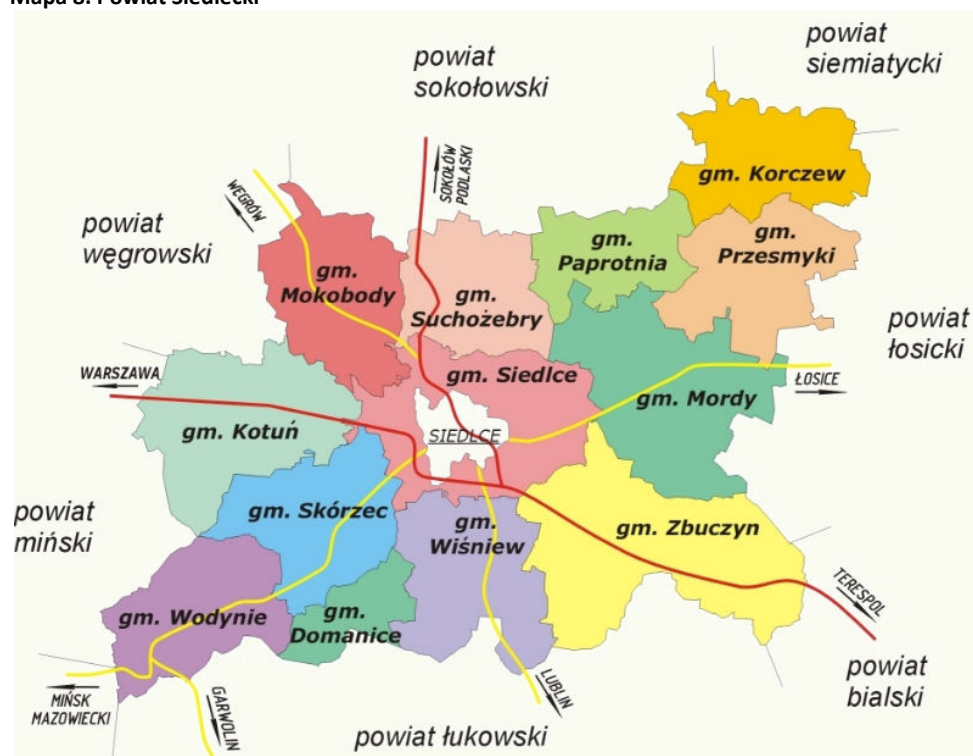 Mapa 8. Powiat Siedlecki
powiat
siemiatycki
powiat
sokołowski
SOKOŁÓW
PODLASKI
WĘGRÓW
gm. Korczew
powiat
węgrowski
gm.
Mokobody
gm.
Suchożebry
gm.
Paprotnia
gm.
Przesmyki
powiat
łosicki
WARSZAWA
gm. Siedlce
ŁOSICE
gm. Mordy
gm. Kotuń
SIEDLCE
powiat
miński
gm. Skórzec
gm.
Wiśniew
gm. Zbuczyn
TERESPOL
gm. Wodynie
gm.
Domanice
powiat
bialski
MIŃSK
MAZOWIECKI
GARWOLIN
LUBLIN
powiat łukowski